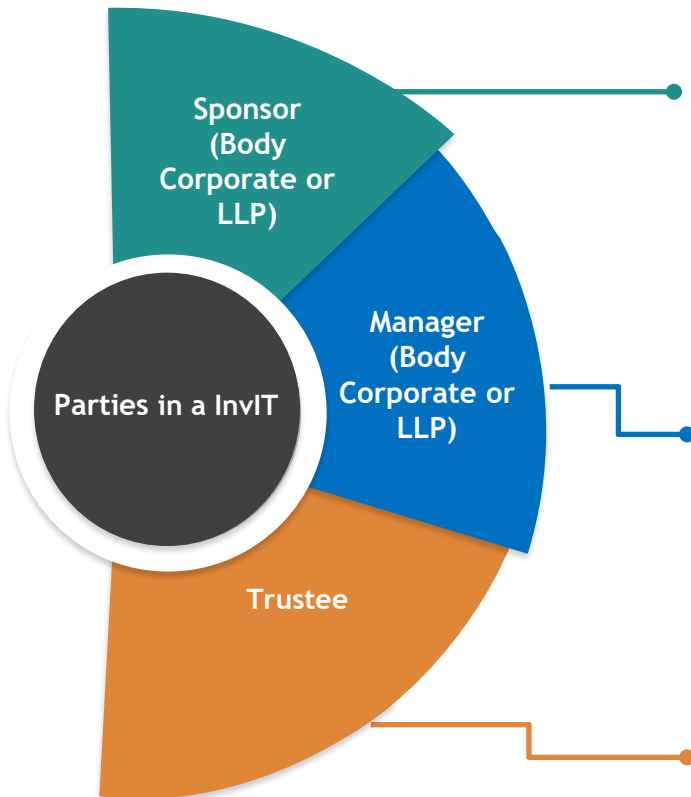 Sponsor
(Body
Corporate or
LLP)
Manager
(Body
Corporate or
LLP)
Parties in a InvIT
Trustee